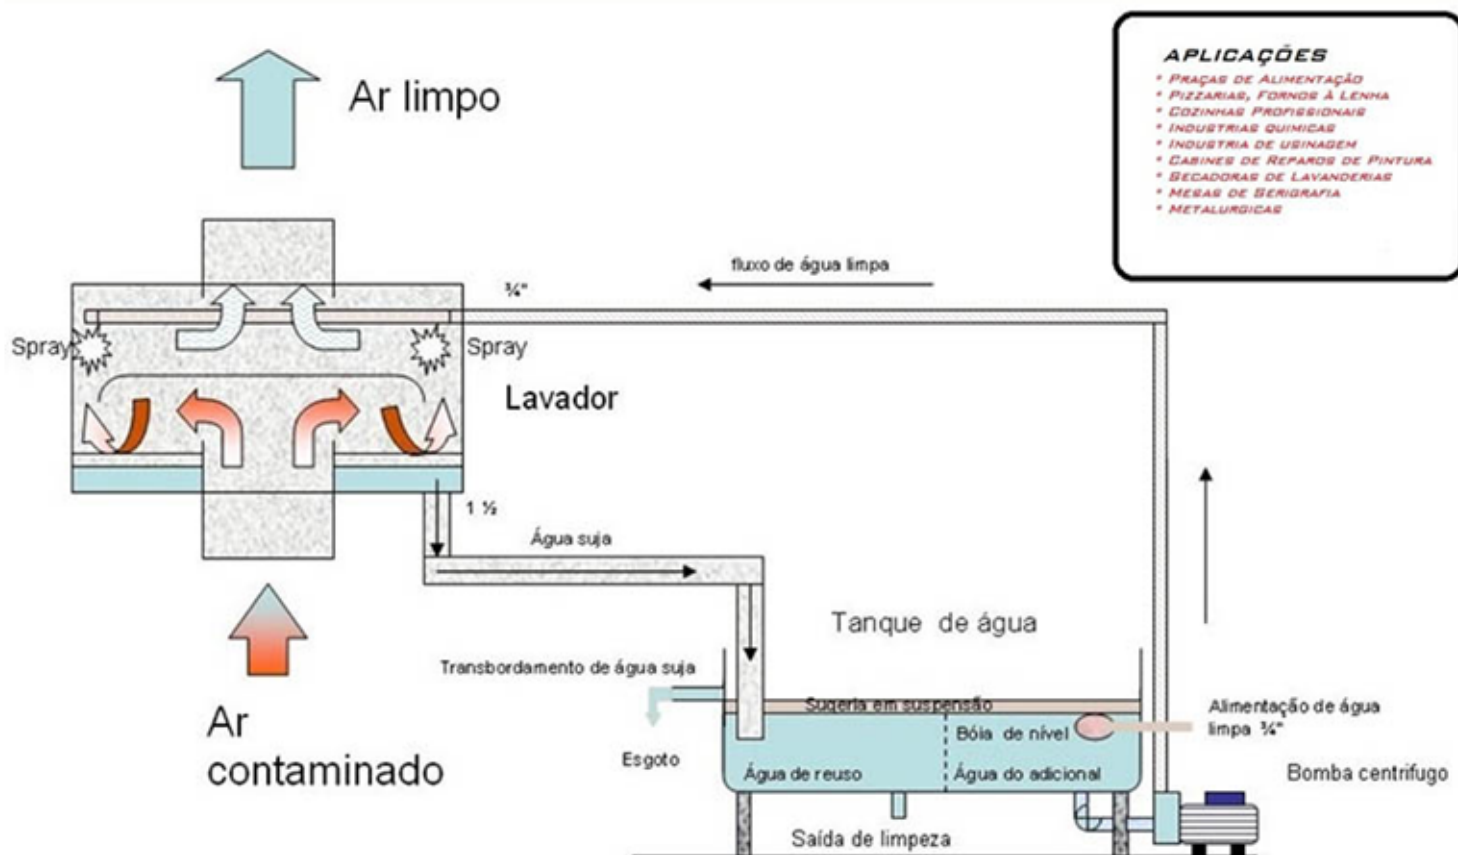 APLICAÇÕES
* PRAÇAS DE ALIMENTAÇÃO
* PIZZARIAS, FORNOS À LENHA
* COZINHAS PROFISSIONAIS
* INDUSTRIAS QUIMICAS
* INDUSTRIA DE USINAGEM
* CABINES DE REPAROS DE PINTURA
* SECADORAS DE LAVANDERIAS
* MESAS DE SERIGRAFIA
* METALURGICAS
Ar limpo
fluxo de água limpa
¾"
Spray
Spray
Lavador
1 ½
Água suja
Tanque de água
Transbordamento de água suja
Sugeria em suspensão
Alimentação de água
limpa ¾"
Bóia de nível
Ar
contaminado
Esgoto
Água de reuso
Água do adicional
Bomba centrifugo
Saída de limpeza